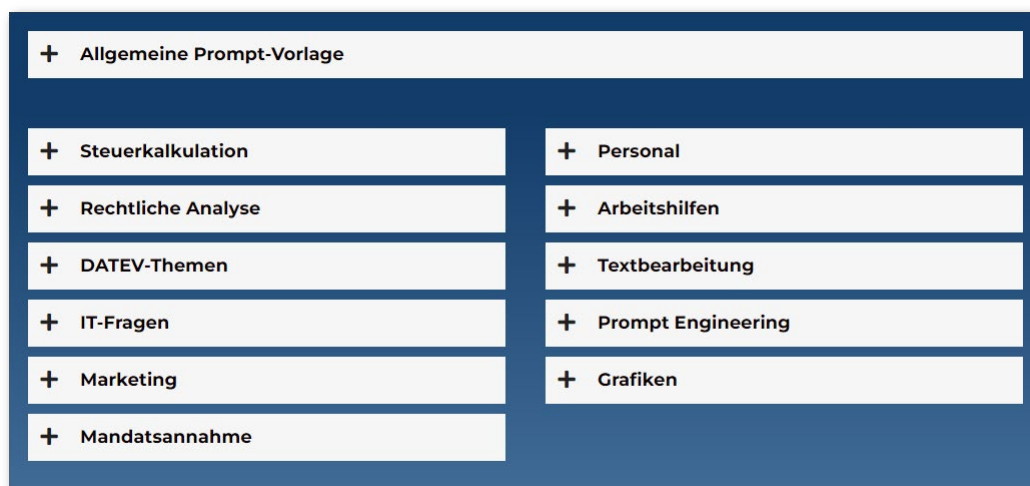 Allgemeine Prompt-Vorlage
Steuerkalkulation
Rechtliche Analyse
DATEV-Themen
IT-Fragen
Marketing
Mandatsannahme
Personal
Arbeitshilfen
Textbearbeitung
Prompt Engineering
Grafiken